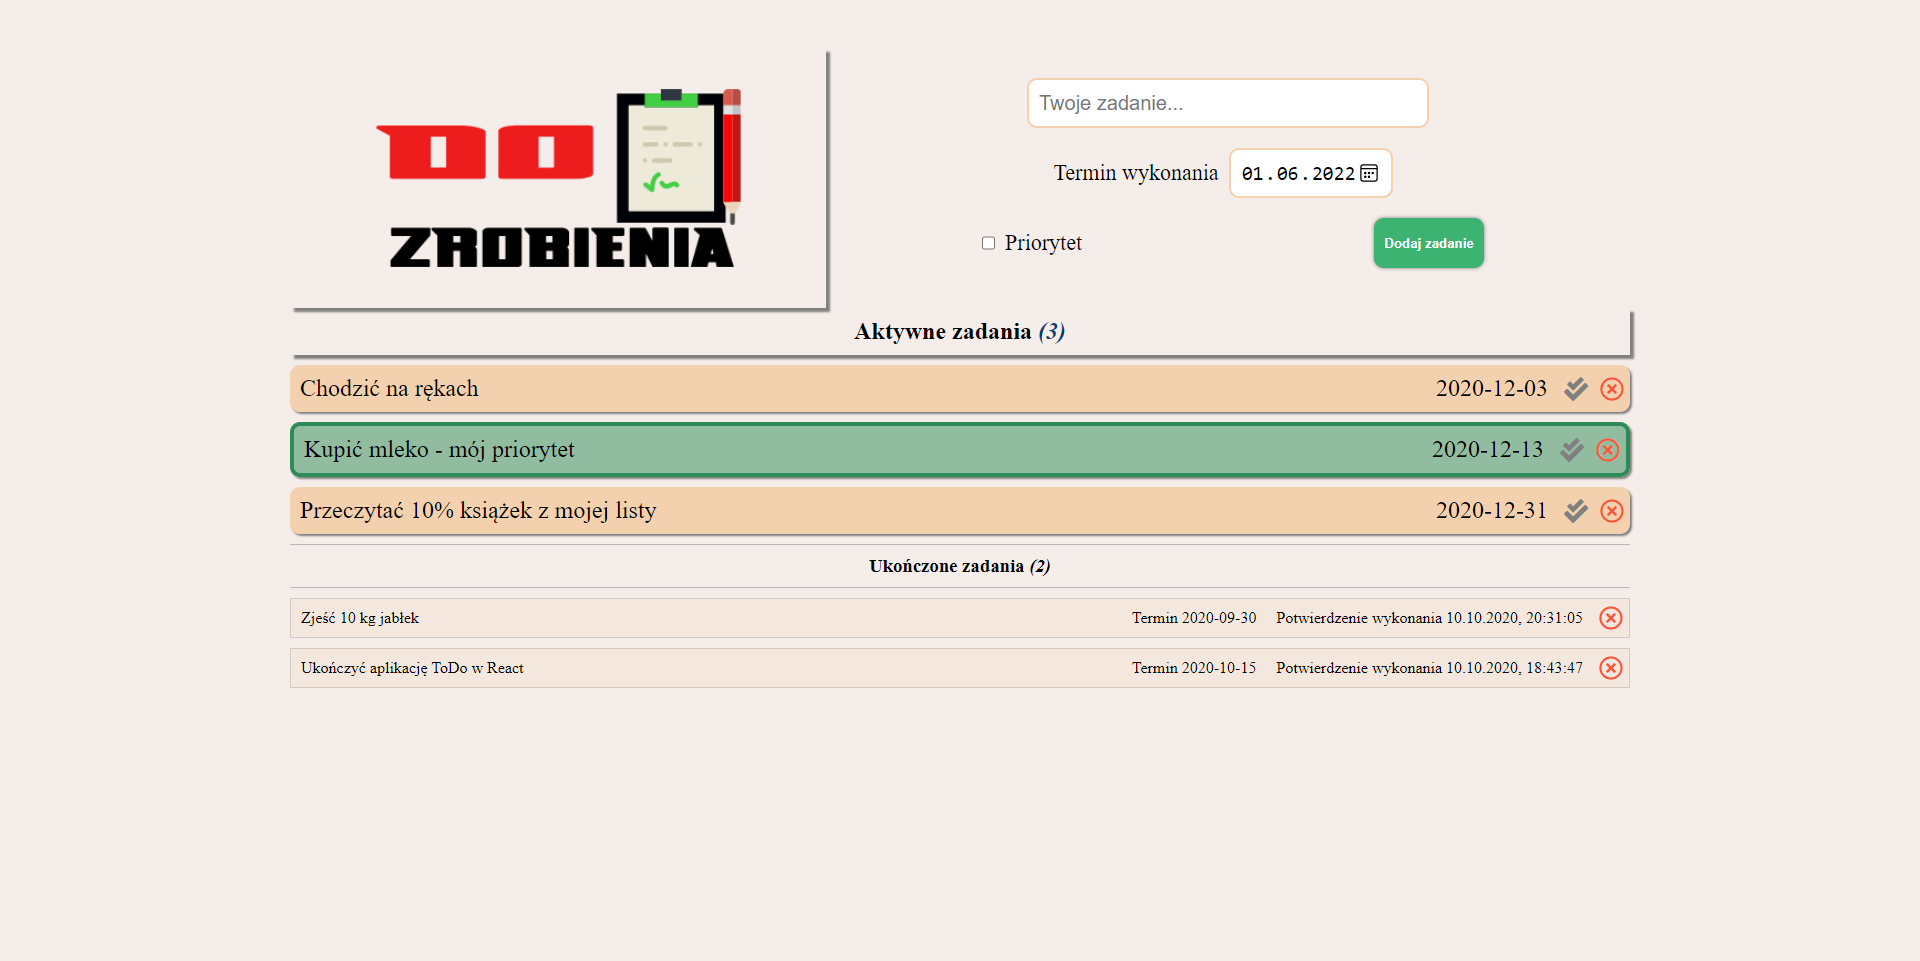 DO
ZROBIENIA
Twoje zadanie...
Termin wykonania 01.06.2022
Priorytet
Dodaj zadanie
Aktywne zadania (3)
Chodzić na rękach 2020-12-03
Kupić mleko - mój priorytet 2020-12-13
Przeczytać 10% książek z mojej listy 2020-12-31
Ukończone zadania (2)
Zjeść 10 kg jabłek Termin 2020-09-30 Potwierdzenie wykonania 10.10.2020, 20:31:05
Ukończyć aplikację ToDo w React Termin 2020-10-15 Potwierdzenie wykonania 10.10.2020, 18:43:47